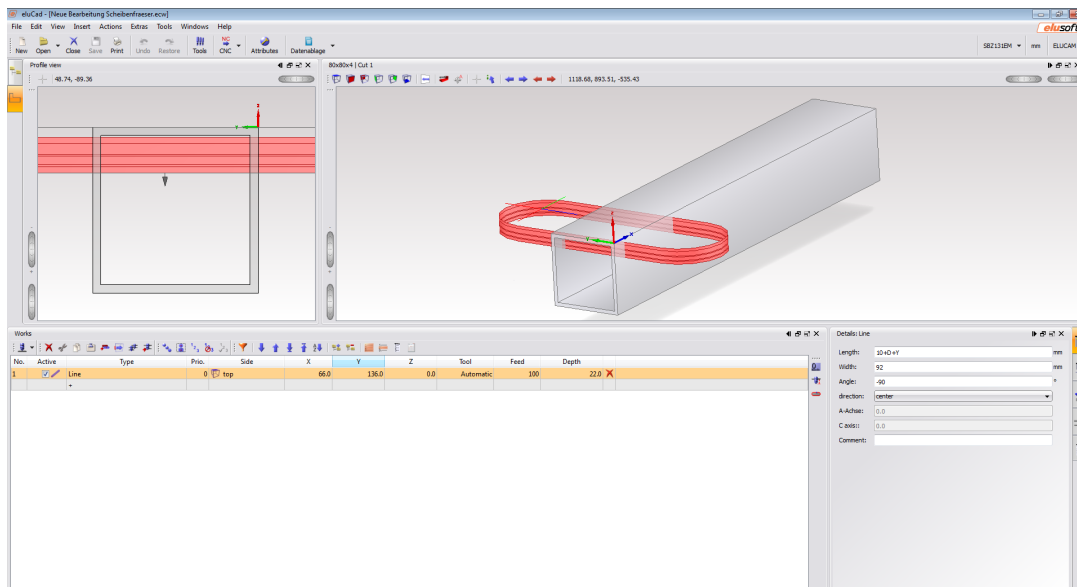 eluCad - [Neue Bearbeitung Scheibenfraeser.ecw]
File Edit View Insert Actions Extras Tools Windows Help
elusoft
New Open Close Save Print Undo Restore Tools CNC Attributes Datenablage
SBZ131EM mm ELUCAM
Profile view
80x80x4 | Cut 1
48.74, -89.36
1118.68, 893.51, -535.43
Works
Details: Line
No. Active Type Prio. Side X Y Z Tool Feed Depth
1 Line 0 top 66.0 136.0 0.0 Automatic 100 22.0
+
Length: 10+D+Y mm
Width: 92 mm
Angle: -90 °
direction: center
A-Achse: 0.0
C axis:: 0.0
Comment: